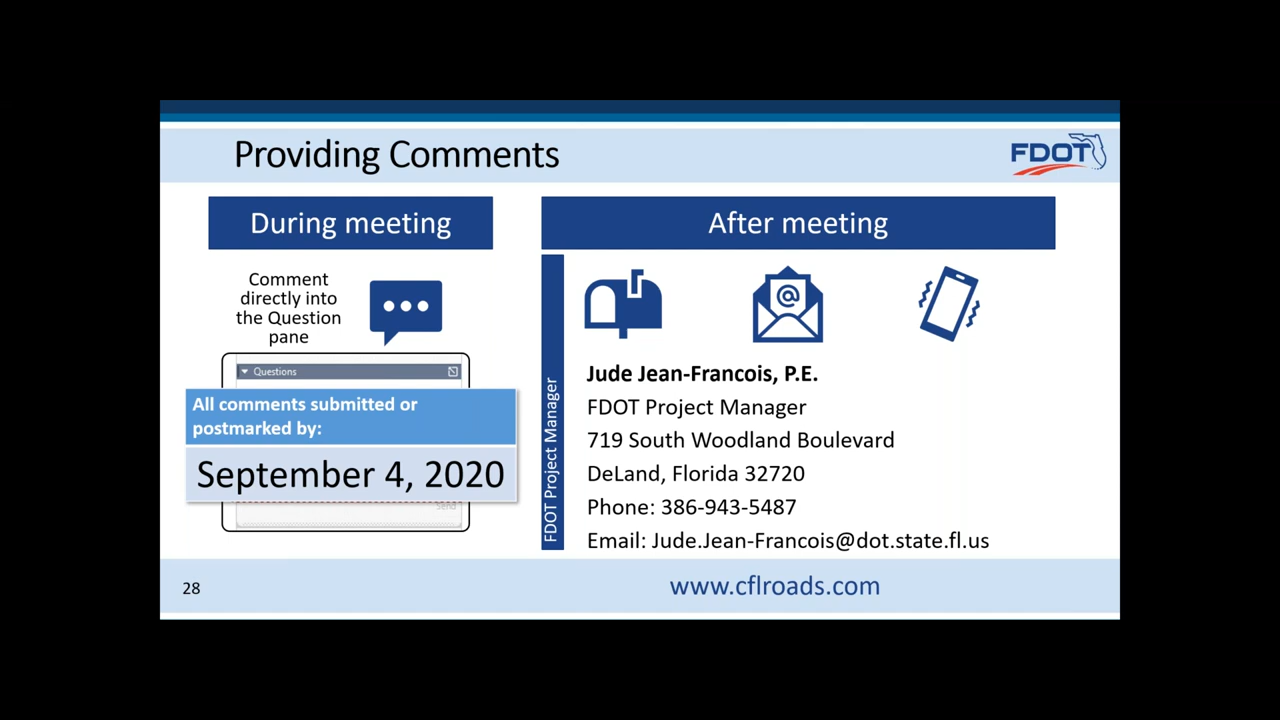 Providing Comments
FDOT
During meeting
After meeting
Comment
directly into
the Question
pane
Questions
All comments submitted or
postmarked by:
September 4, 2020
Send
FDOT Project Manager
Jude Jean-Francois, P.E.
FDOT Project Manager
719 South Woodland Boulevard
DeLand, Florida 32720
Phone: 386-943-5487
Email: Jude.Jean-Francois@dot.state.fl.us
28
www.cflroads.com